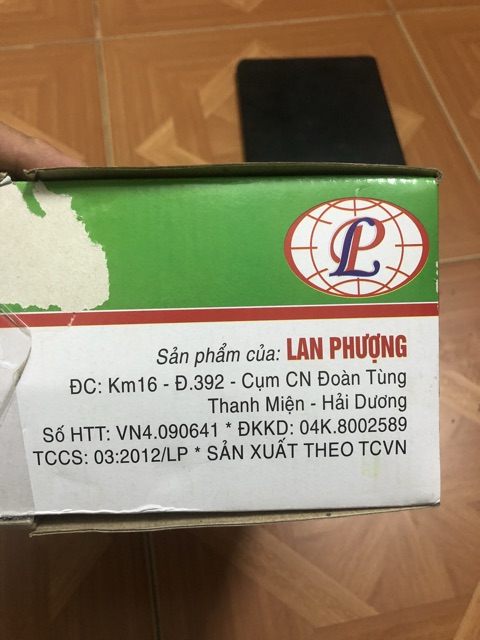 LP
Sản phẩm của: LAN PHƯỢNG
ĐC: Km16 - Đ.392 - Cụm CN Đoàn Tùng
Thanh Miện - Hải Dương
Số HTT: VN4.090641 * ĐKKD: 04K.8002589
TCCS: 03:2012/LP * SẢN XUẤT THEO TCVN